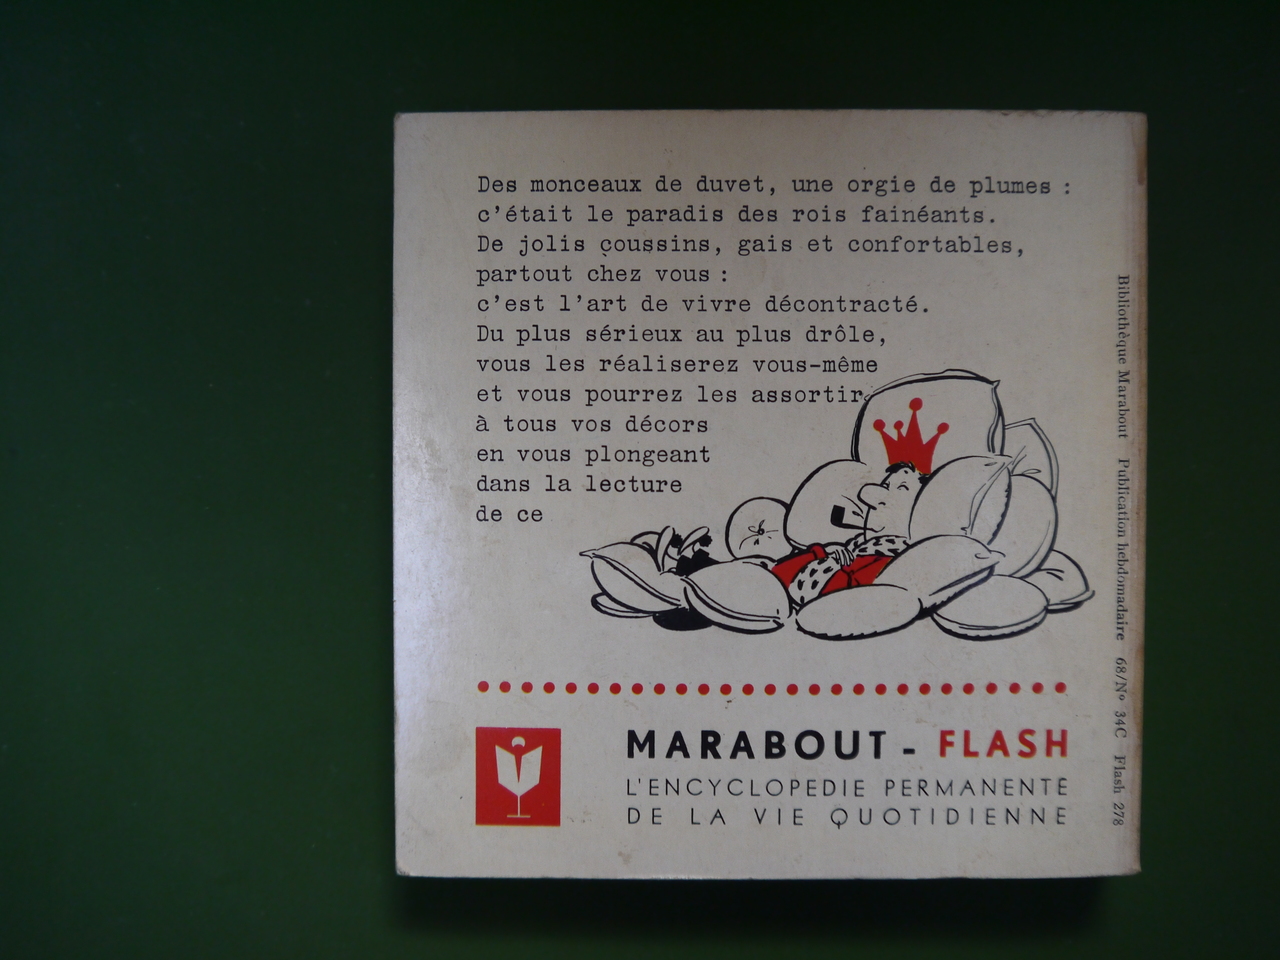 Des monceaux de duvet, une orgie de plumes :
c'était le paradis des rois fainéants.
De jolis coussins, gais et confortables,
partout chez vous :
c'est l'art de vivre décontracté.
Du plus sérieux au plus drôle,
vous les réaliserez vous-même
et vous pourrez les assortir
à tous vos décors
en vous plongeant
dans la lecture
de ce
MARABOUT - FLASH
L'ENCYCLOPEDIE PERMANENTE
DE LA VIE QUOTIDIENNE
Bibliothèque Marabout Publication hebdomadaire 68/Nº 34C Flash 278